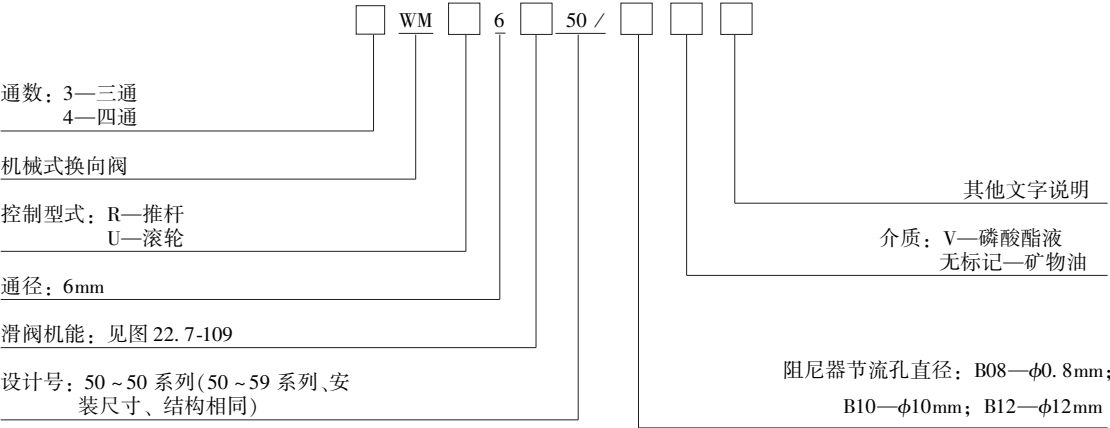 □ WM □ 6 □ 50 / □ □ □
通数：3—三通
4—四通
机械式换向阀
控制型式：R—推杆
U—滚轮
通径：6mm
滑阀机能：见图 22. 7-109
设计号：50～50 系列(50～59 系列、安
装尺寸、结构相同)
其他文字说明
介质：V—磷酸酯液
无标记—矿物油
阻尼器节流孔直径：B08—ϕ0. 8mm；
B10—ϕ10mm；B12—ϕ12mm